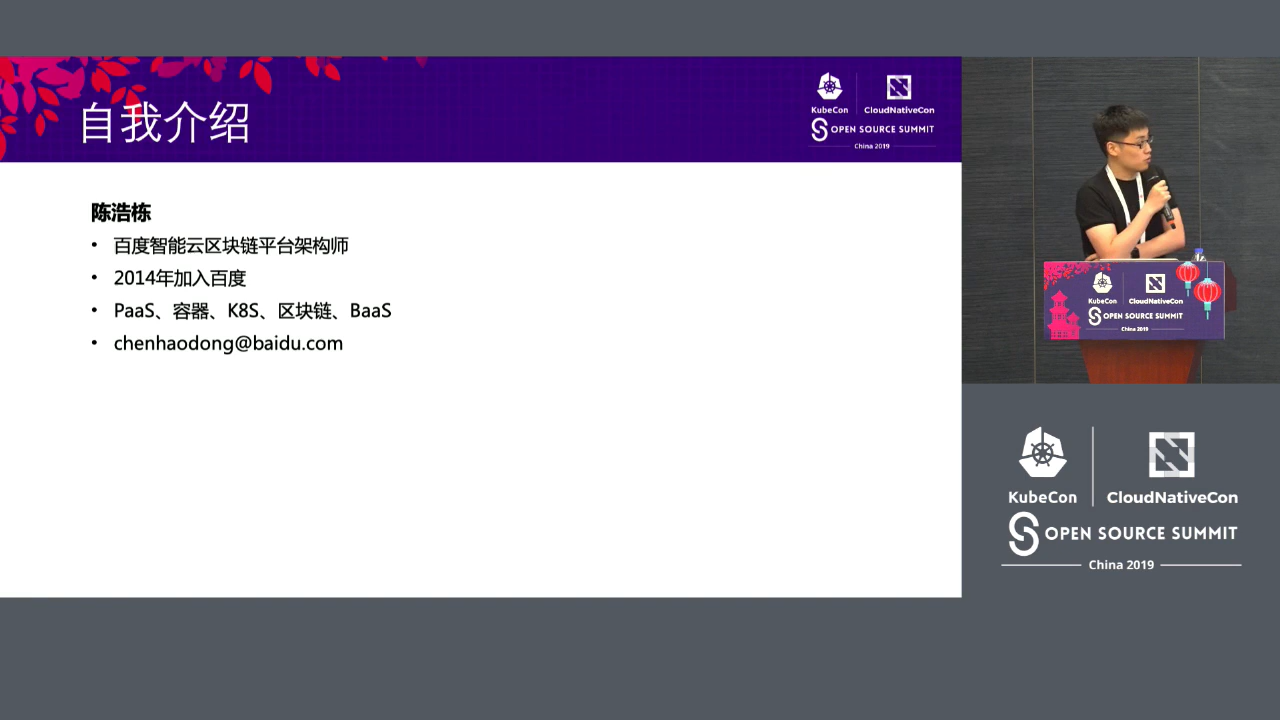 自我介绍
KubeCon
CloudNativeCon
OPEN SOURCE SUMMIT
China 2019
陈浩栋
• 百度智能云区块链平台架构师
• 2014年加入百度
• PaaS、容器、K8S、区块链、BaaS
• chenhaodong@baidu.com
KubeCon
CloudNativeCon
OPEN SOURCE SUMMIT
China 2019
KubeCon
CloudNativeCon
OPEN SOURCE SUMMIT
China 2019